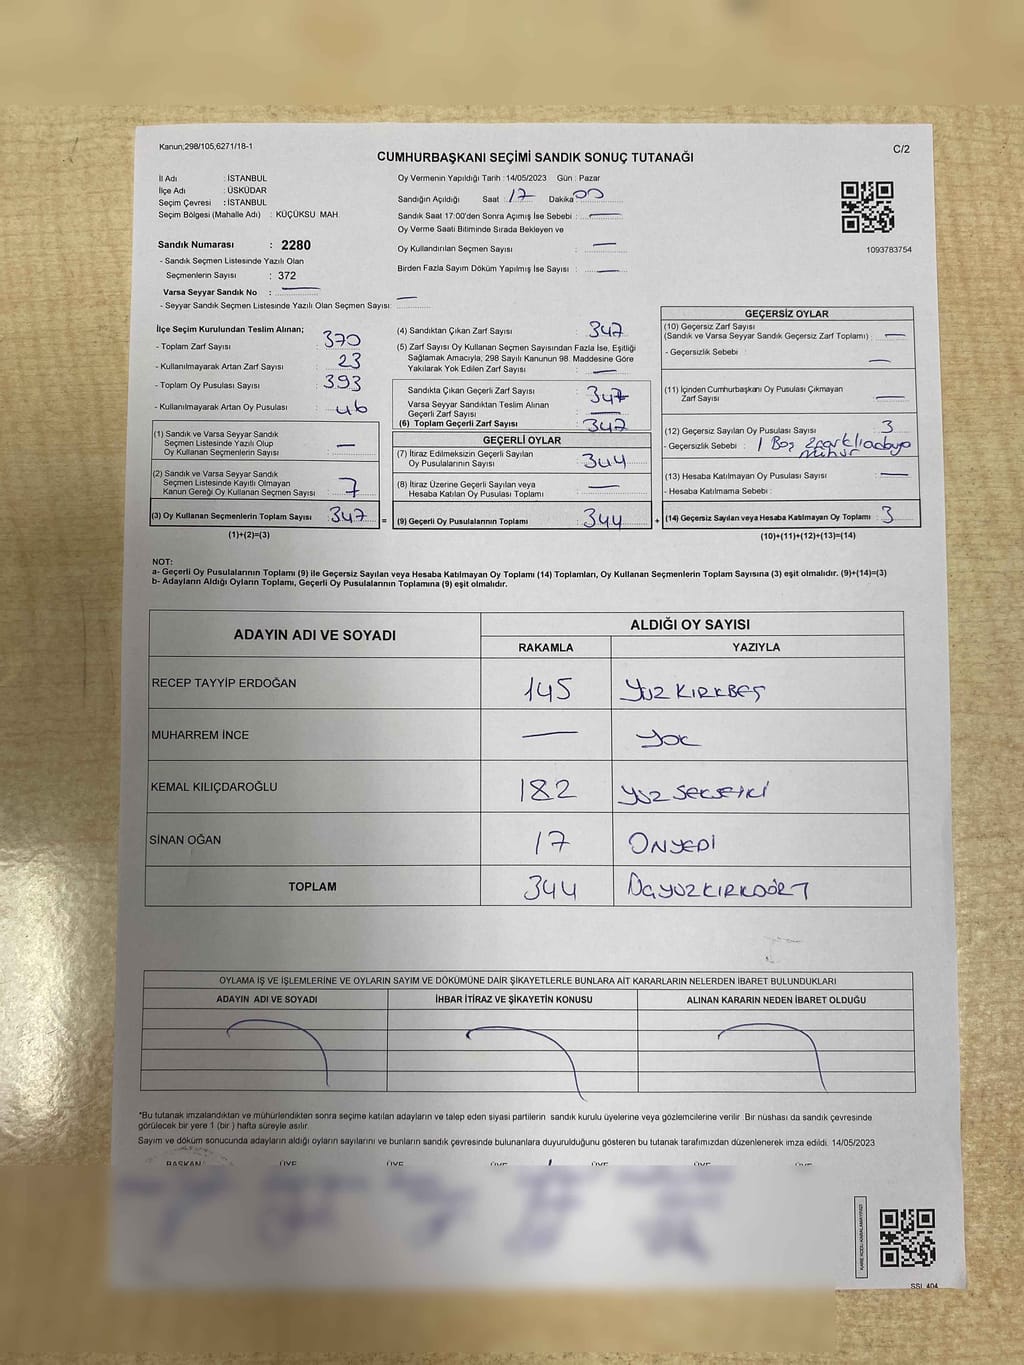 Kanun;298/105,6271/18-1
C/2
CUMHURBAŞKANI SEÇİMİ SANDIK SONUÇ TUTANAĞI
İl Adı : İSTANBUL
İlçe Adı : ÜSKÜDAR
Seçim Çevresi : İSTANBUL
Seçim Bölgesi (Mahalle Adı) : KÜÇÜKSU MAH.
Sandık Numarası : 2280
- Sandık Seçmen Listesinde Yazılı Olan
Seçmenlerin Sayısı : 372
Varsa Seyyar Sandık No : —
- Seyyar Sandık Seçmen Listesinde Yazılı Olan Seçmen Sayısı: —
Oy Vermenin Yapıldığı Tarih : 14/05/2023 Gün : Pazar
Sandığın Açıldığı Saat : 17 Dakika : 00
Sandık Saat 17:00'den Sonra Açımış İse Sebebi : —
Oy Verme Saati Bitiminde Sırada Bekleyen ve
Oy Kullandırılan Seçmen Sayısı : —
Birden Fazla Sayım Döküm Yapılmış İse Sayısı : —
1093783754
İlçe Seçim Kurulundan Teslim Alınan;
- Toplam Zarf Sayısı : 370
- Kullanılmayarak Artan Zarf Sayısı : 23
- Toplam Oy Pusulası Sayısı : 393
- Kullanılmayarak Artan Oy Pusulası : 46
(1) Sandık ve Varsa Seyyar Sandık
Seçmen Listesinde Yazılı Olup
Oy Kullanan Seçmenlerin Sayısı : —
(2) Sandık ve Varsa Seyyar Sandık
Seçmen Listesinde Kayıtlı Olmayan
Kanun Gereği Oy Kullanan Seçmen Sayısı : 7
(3) Oy Kullanan Seçmenlerin Toplam Sayısı : 347
(1)+(2)=(3)
(4) Sandıktan Çıkan Zarf Sayısı : 347
(5) Zarf Sayısı Oy Kullanan Seçmen Sayısından Fazla İse, Eşitliği
Sağlamak Amacıyla; 298 Sayılı Kanunun 98. Maddesine Göre
Yakılarak Yok Edilen Zarf Sayısı : —
Sandıkta Çıkan Geçerli Zarf Sayısı : 347
Varsa Seyyar Sandıktan Teslim Alınan
Geçerli Zarf Sayısı : —
(6) Toplam Geçerli Zarf Sayısı : 347
GEÇERLİ OYLAR
(7) İtiraz Edilmeksizin Geçerli Sayılan
Oy Pusulalarının Sayısı : 344
(8) İtiraz Üzerine Geçerli Sayılan veya
Hesaba Katılan Oy Pusulası Toplamı : —
= (9) Geçerli Oy Pusulalarının Toplamı : 344 +
GEÇERSİZ OYLAR
(10) Geçersiz Zarf Sayısı
(Sandık ve Varsa Seyyar Sandık Geçersiz Zarf Toplamı) : —
- Geçersizlik Sebebi : —
(11) İçinden Cumhurbaşkanı Oy Pusulası Çıkmayan
Zarf Sayısı : —
(12) Geçersiz Sayılan Oy Pusulası Sayısı : 3
- Geçersizlik Sebebi : 1 Boş 2 farklı adaya
mühür
(13) Hesaba Katılmayan Oy Pusulası Sayısı : —
- Hesaba Katılmama Sebebi :
(14) Geçersiz Sayılan veya Hesaba Katılmayan Oy Toplamı : 3
(10)+(11)+(12)+(13)=(14)
NOT:
a- Geçerli Oy Pusulalarının Toplamı (9) ile Geçersiz Sayılan veya Hesaba Katılmayan Oy Toplamı (14) Toplamları, Oy Kullanan Seçmenlerin Toplam Sayısına (3) eşit olmalıdır. (9)+(14)=(3)
b- Adayların Aldığı Oyların Toplamı, Geçerli Oy Pusulalarının Toplamına (9) eşit olmalıdır.
ADAYIN ADI VE SOYADI
ALDIĞI OY SAYISI
RAKAMLA YAZIYLA
RECEP TAYYİP ERDOĞAN 145 YÜZ KIRKBEŞ
MUHARREM İNCE — YOK
KEMAL KILIÇDAROĞLU 182 YÜZ SEKSEİKİ
SİNAN OĞAN 17 ONYEDİ
TOPLAM 344 ÜÇYÜZKIRKDÖRT
OYLAMA İŞ VE İŞLEMLERİNE VE OYLARIN SAYIM VE DÖKÜMÜNE DAİR ŞİKAYETLERLE BUNLARA AİT KARARLARIN NELERDEN İBARET BULUNDUKLARI
ADAYIN ADI VE SOYADI İHBAR İTİRAZ VE ŞİKAYETİN KONUSU ALINAN KARARIN NEDEN İBARET OLDUĞU
*Bu tutanak imzalandıktan ve mühürlendikten sonra seçime katılan adayların ve talep eden siyasi partilerin sandık kurulu üyelerine veya gözlemcilerine verilir. Bir nüshası da sandık çevresinde
görülecek bir yere 1 (bir) hafta süreyle asılır.
Sayım ve döküm sonucunda adayların aldığı oyların sayılarını ve bunların sandık çevresinde bulunanlara duyurulduğunu gösteren bu tutanak tarafımızdan düzenlenerek imza edildi. 14/05/2023
BAŞKAN ÜYE ÜYE ÜYE ÜYE ÜYE ÜYE
SSL 404